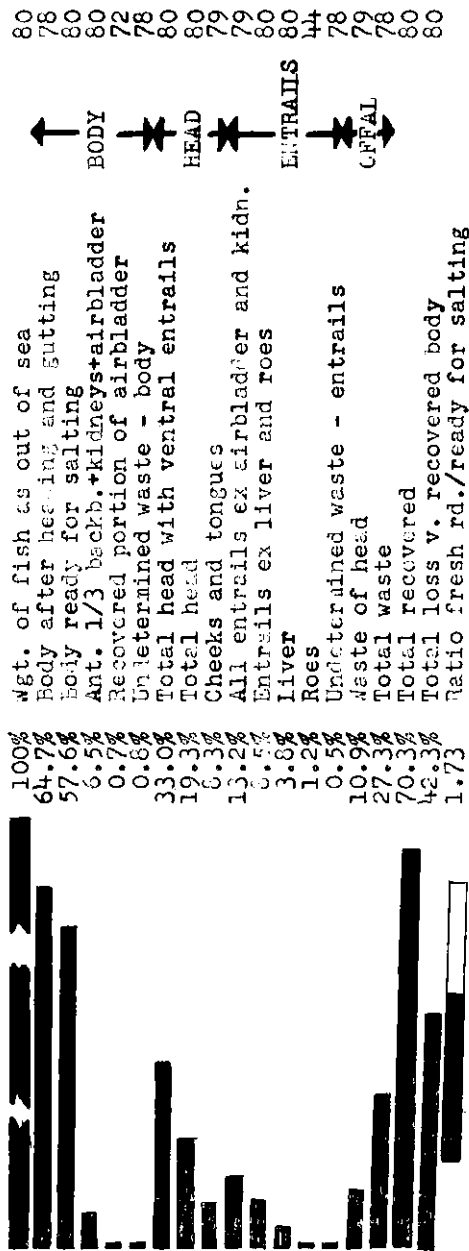 100% Wgt. of fish as out of sea 80
64.7% Body after heading and gutting 78
57.6% Body ready for salting 80
6.5% Ant. 1/3 backb.+kidneys+airbladder 80
BODY
0.7% Recovered portion of airbladder 72
0.8% Undetermined waste - body 78
33.0% Total head with ventral entrails 80
19.3% Total head 80
HEAD
8.3% Cheeks and tongues 79
13.2% All entrails ex airbladder and kidn. 79
Entrails ex liver and roes 80
3.8% Liver 80
ENTRAILS
1.2% Roes 44
0.5% Undetermined waste - entrails 78
10.9% Waste of head 79
OFFAL
27.3% Total waste 78
70.3% Total recovered 80
42.3% Total loss v. recovered body 80
1.73 Ratio fresh rd./ready for salting